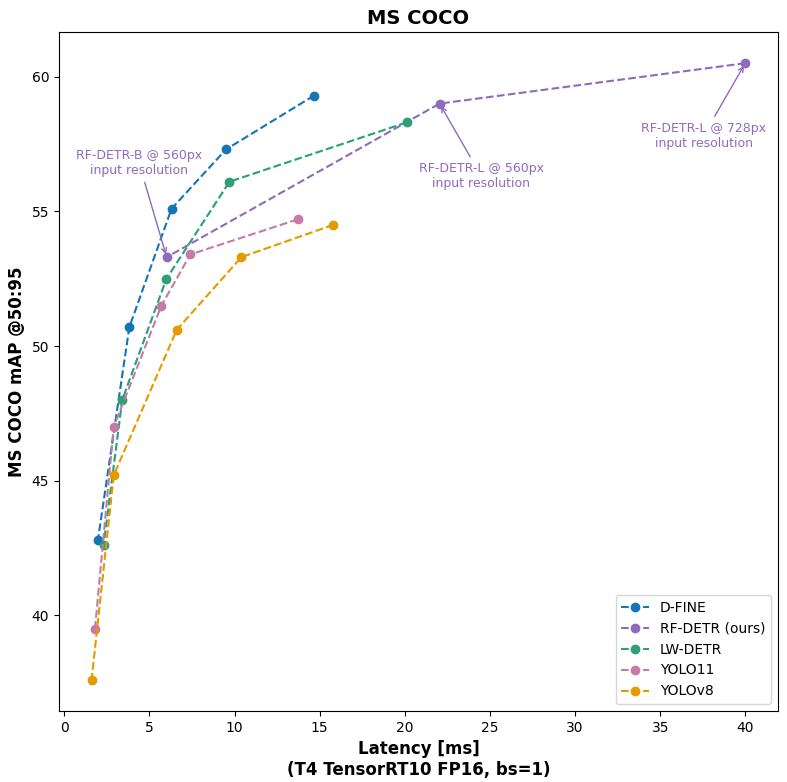 MS COCO
MS COCO mAP @50:95
60
55
50
45
40
RF-DETR-B @ 560px
input resolution
RF-DETR-L @ 560px
input resolution
RF-DETR-L @ 728px
input resolution
D-FINE
RF-DETR (ours)
LW-DETR
YOLO11
YOLOv8
0 5 10 15 20 25 30 35 40
Latency [ms]
(T4 TensorRT10 FP16, bs=1)